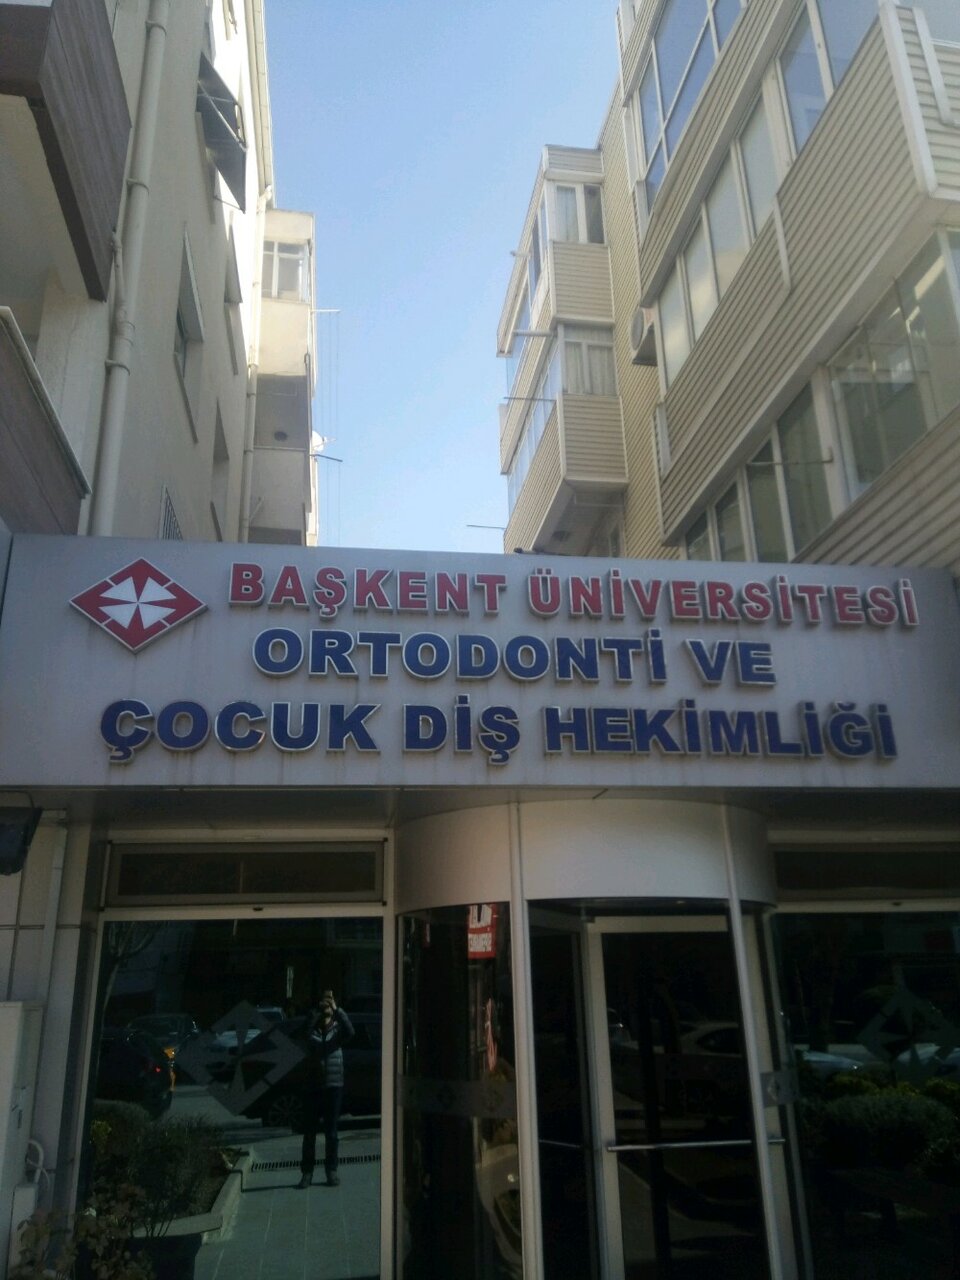 BAŞKENT ÜNİVERSİTESİ
ORTODONTİ VE
ÇOCUK DİŞ HEKİMLİĞİ